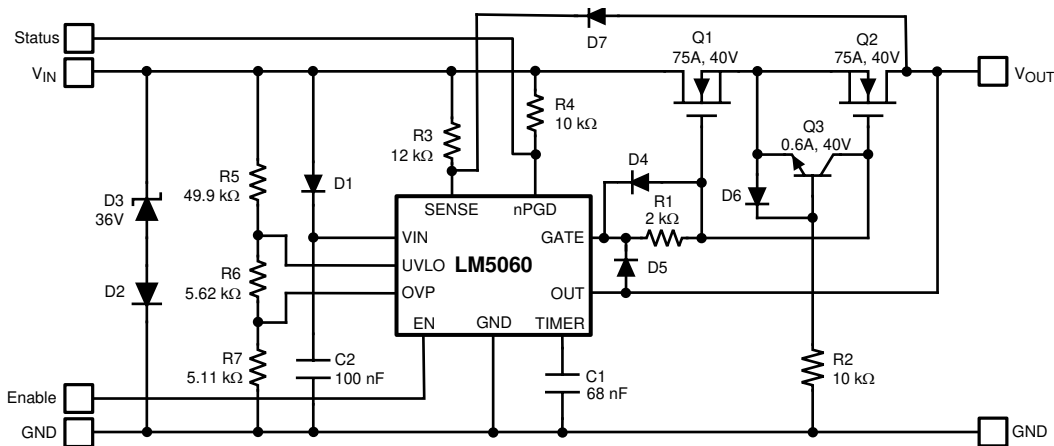 Status
D7
Q1
75A, 40V
Q2
75A, 40V
VIN
VOUT
R3
12 kΩ
R4
10 kΩ
Q3
0.6A, 40V
R5
49.9 kΩ
D1
D4
D6
D3
36V
SENSE
nPGD
R1
2 kΩ
VIN
GATE
LM5060
UVLO
D5
R6
5.62 kΩ
D2
OVP
OUT
EN
GND
TIMER
R7
5.11 kΩ
C2
100 nF
C1
68 nF
R2
10 kΩ
Enable
GND
GND